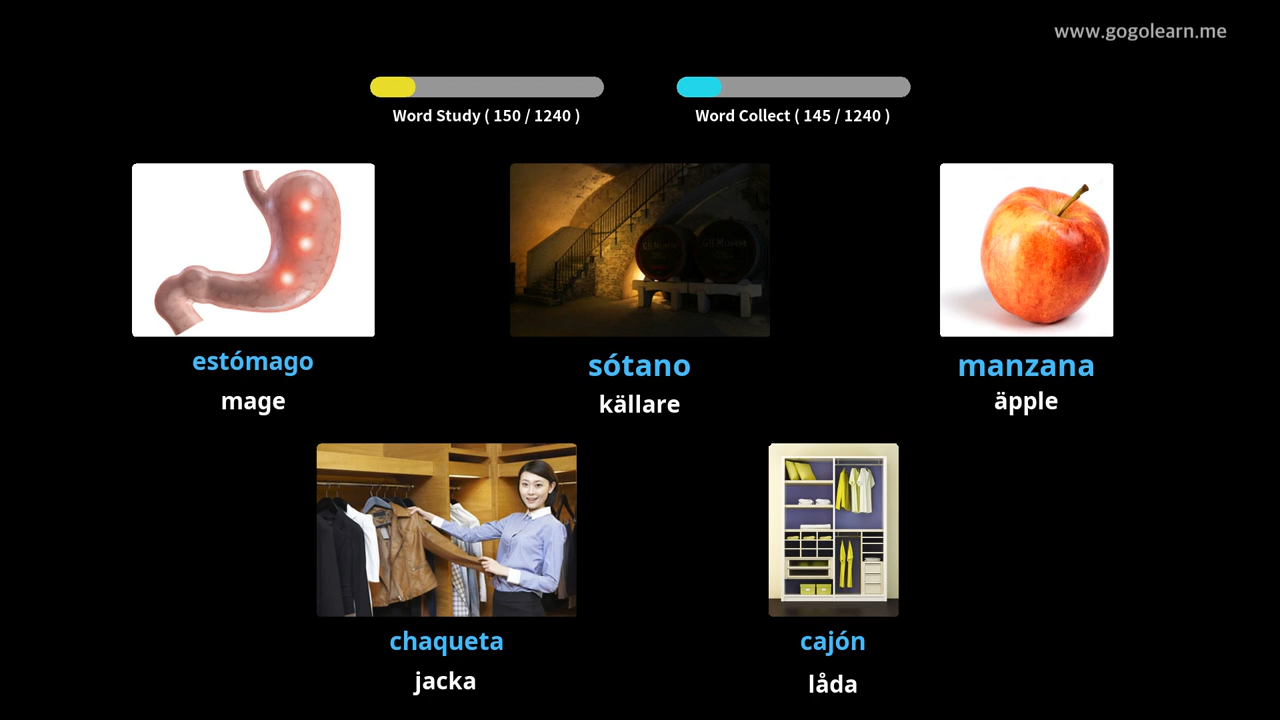 www.gogolearn.me
Word Study ( 150 / 1240 )
Word Collect ( 145 / 1240 )
estómago
mage
sótano
källare
manzana
äpple
chaqueta
jacka
cajón
låda